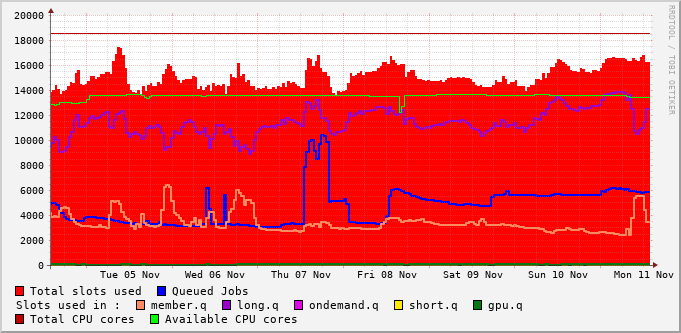 RRDTOOL / TOBI OETIKER
20000
18000
16000
14000
12000
10000
8000
6000
4000
2000
0
Tue 05 Nov Wed 06 Nov Thu 07 Nov Fri 08 Nov Sat 09 Nov Sun 10 Nov Mon 11 Nov
Total slots used Queued Jobs
Slots used in : member.q long.q ondemand.q short.q gpu.q
Total CPU cores Available CPU cores